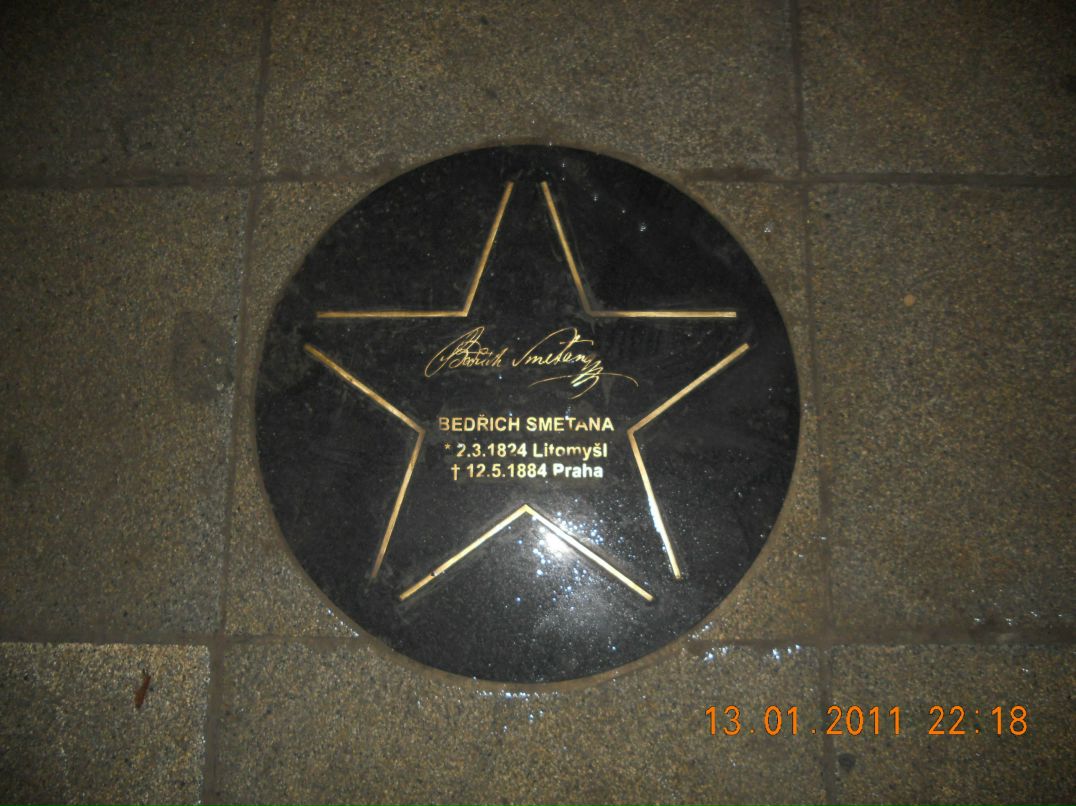 Bedřich Smetana
BEDŘICH SMETANA
* 2.3.1824 Litomyšl
† 12.5.1884 Praha
13.01.2011 22:18